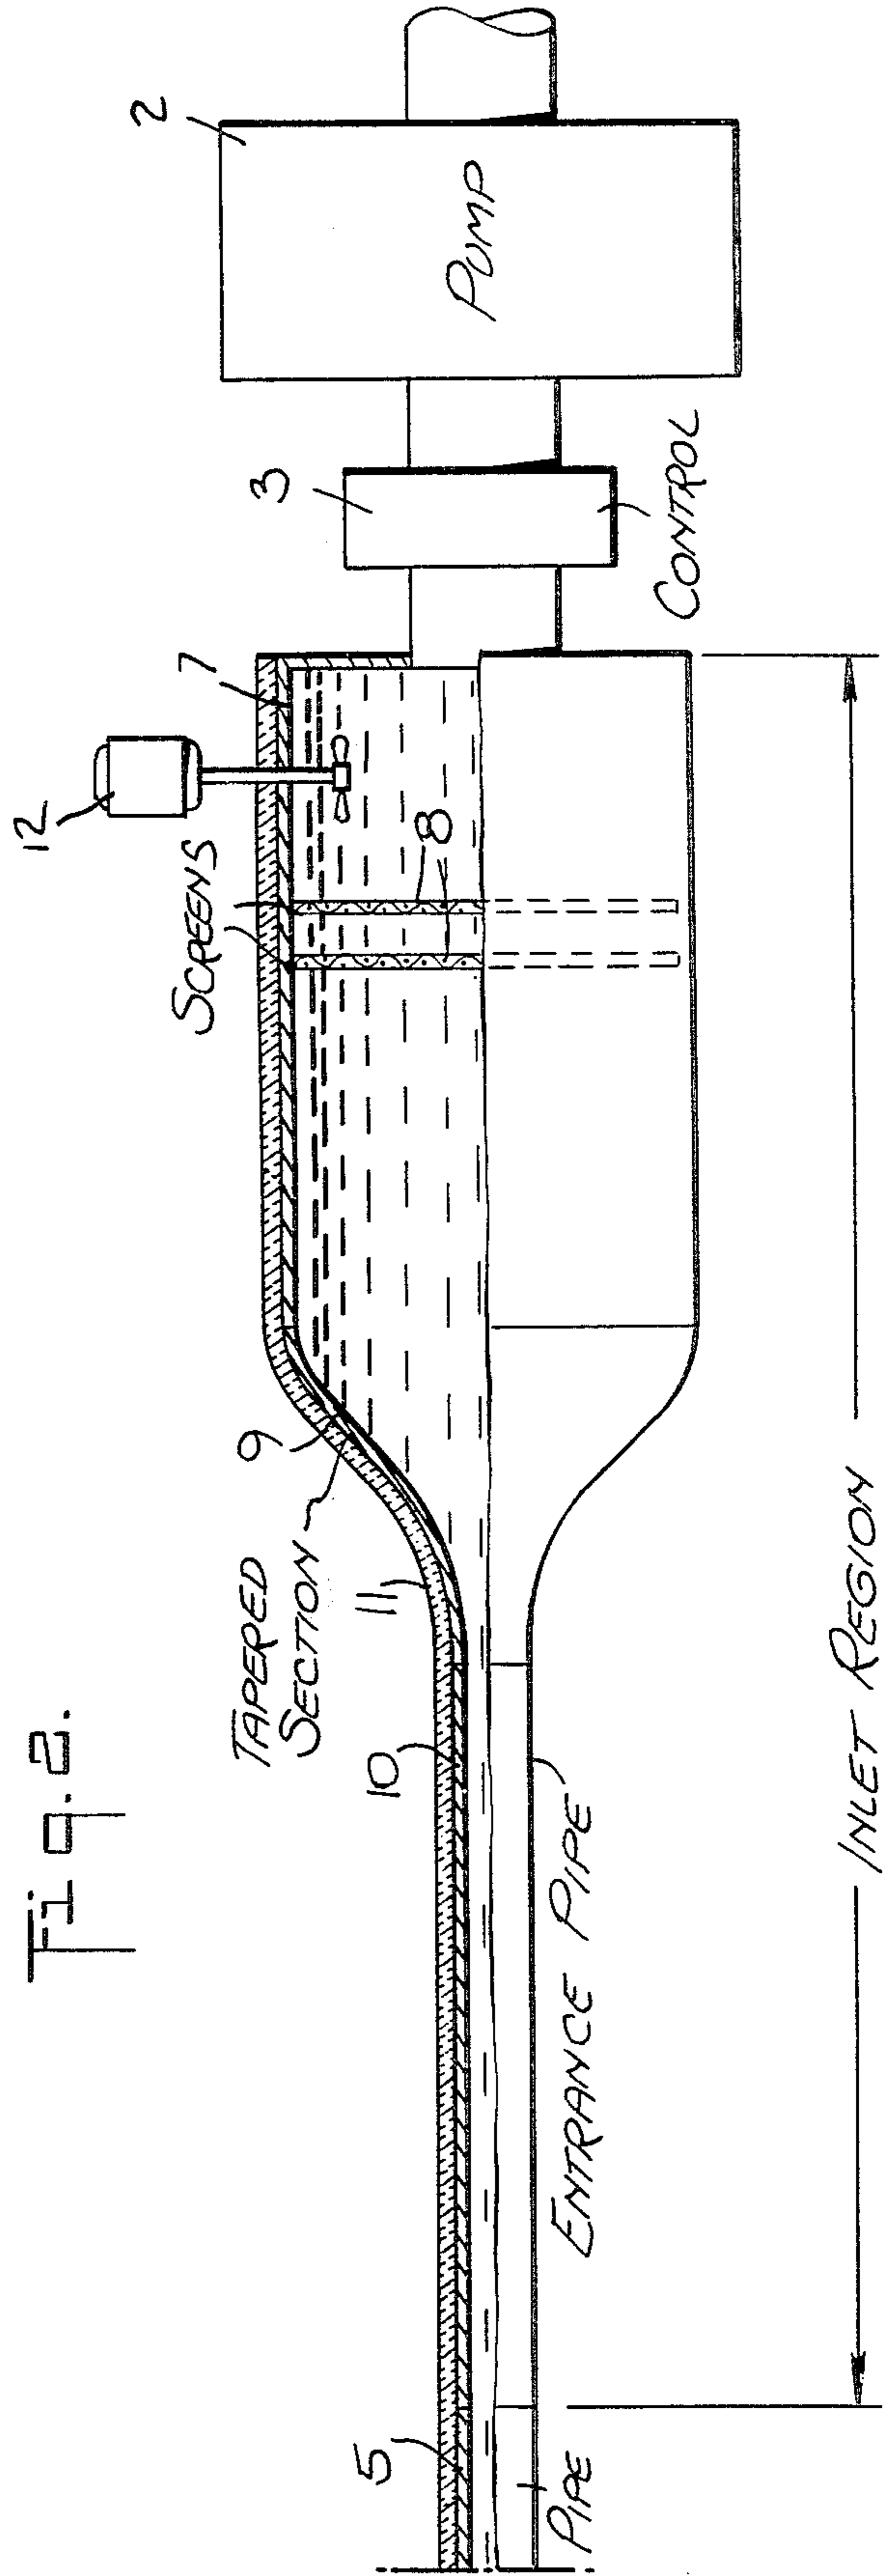 Fig. 2.
12
2
PUMP
3
CONTROL
7
SCREENS
8
9
TAPERED
SECTION
11
10
5
ENTRANCE PIPE
PIPE
INLET REGION